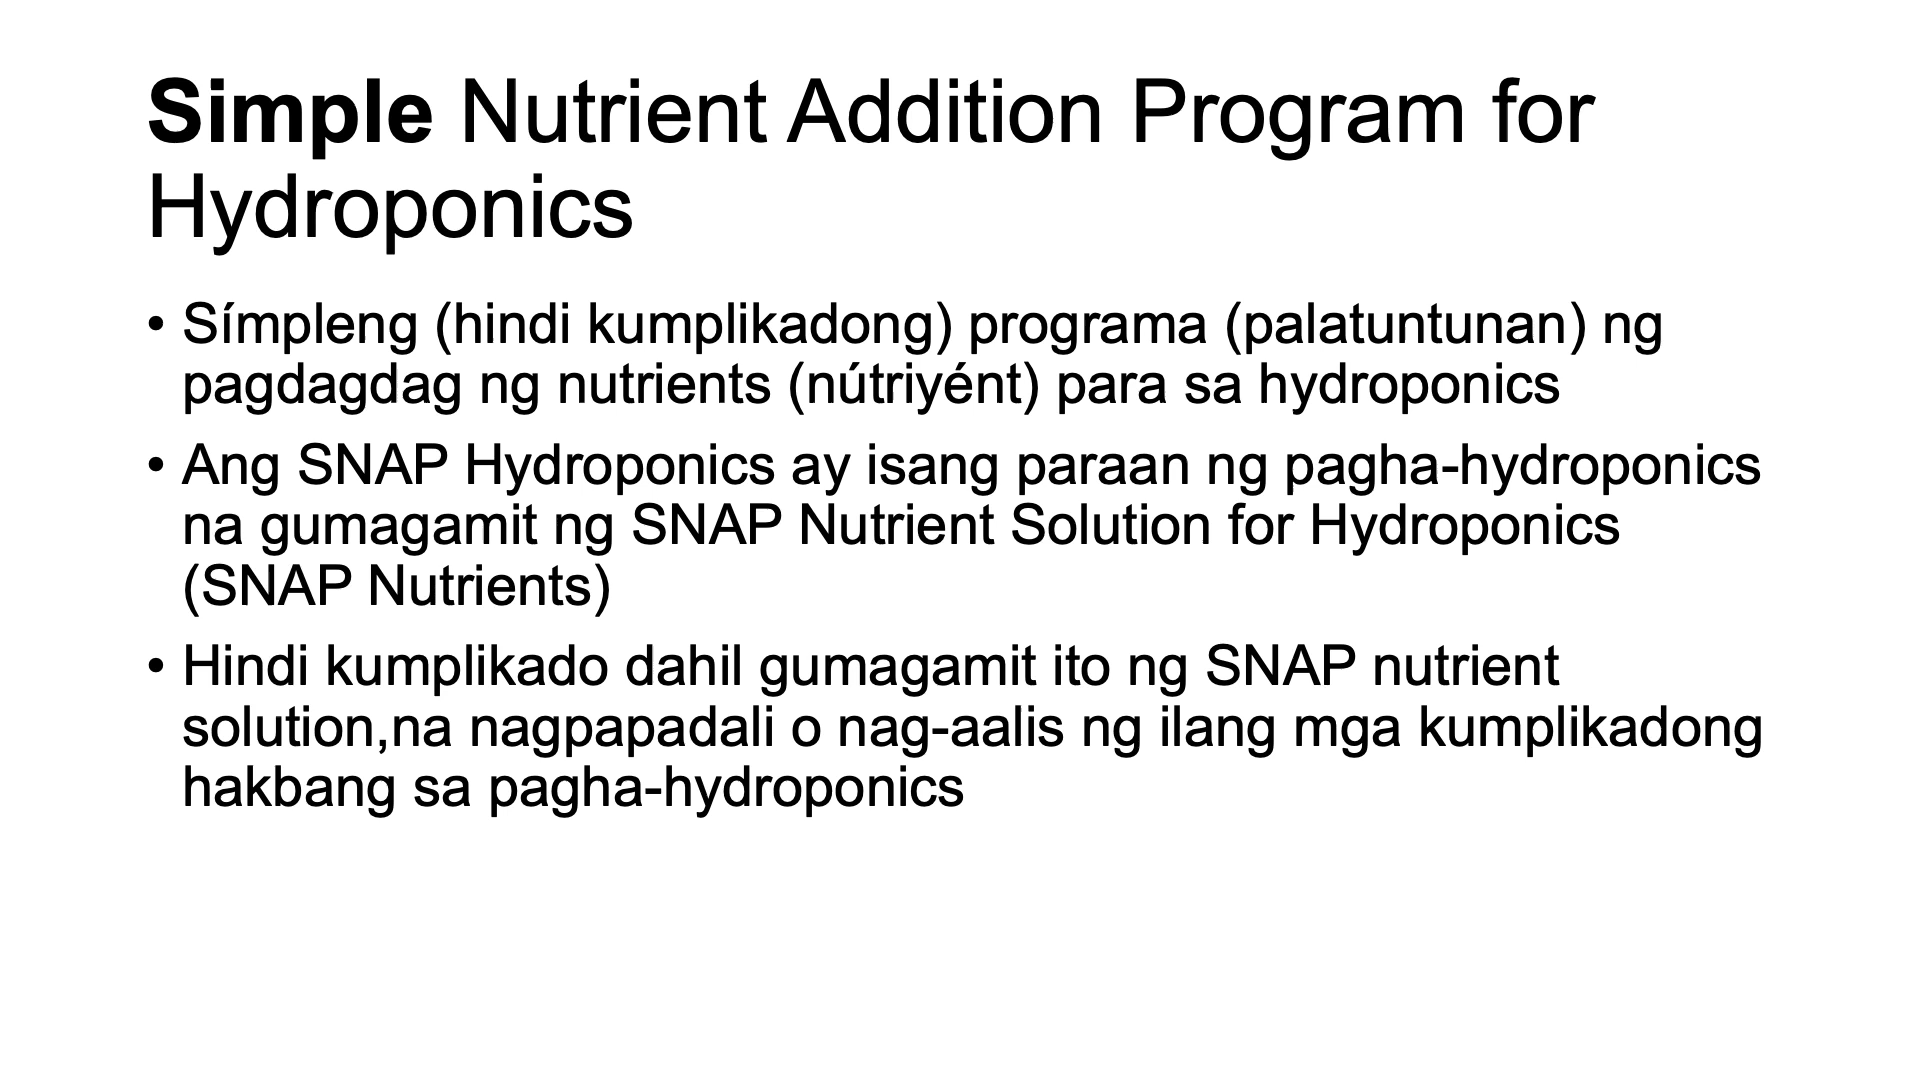 Simple Nutrient Addition Program for
Hydroponics
• Símpleng (hindi kumplikadong) programa (palatuntunan) ng
pagdagdag ng nutrients (nútriyént) para sa hydroponics
• Ang SNAP Hydroponics ay isang paraan ng pagha-hydroponics
na gumagamit ng SNAP Nutrient Solution for Hydroponics
(SNAP Nutrients)
• Hindi kumplikado dahil gumagamit ito ng SNAP nutrient
solution,na nagpapadali o nag-aalis ng ilang mga kumplikadong
hakbang sa pagha-hydroponics